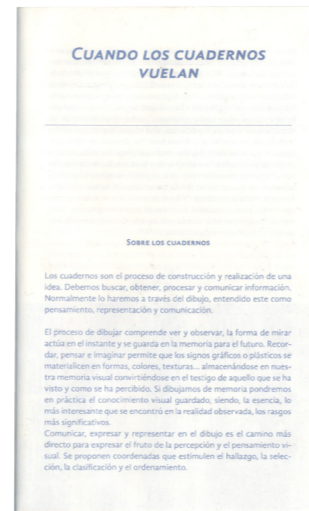 CUANDO LOS CUADERNOS
VUELAN
SOBRE LOS CUADERNOS
Los cuadernos son el proceso de construcción y realización de una
idea. Debemos buscar, obtener, procesar y comunicar información.
Normalmente lo haremos a través del dibujo, entendido este como
pensamiento, representación y comunicación.
El proceso de dibujar comprende ver y observar, la forma de mirar
actúa en el instante y se guarda en la memoria para el futuro. Recor-
dar, pensar e imaginar permite que los signos gráficos o plásticos se
materialicen en formas, colores, texturas... almacenándose en nues-
tra memoria visual convirtiéndose en el testigo de aquello que se ha
visto y como se ha percibido. Si dibujamos de memoria pondremos
en práctica el conocimiento visual guardado, siendo, la esencia, lo
más interesante que se encontró en la realidad observada, los rasgos
más significativos.
Comunicar, expresar y representar en el dibujo es el camino más
directo para expresar el fruto de la percepción y el pensamiento vi-
sual. Se proponen coordenadas que estimulen el hallazgo, la selec-
ción, la clasificación y el ordenamiento.